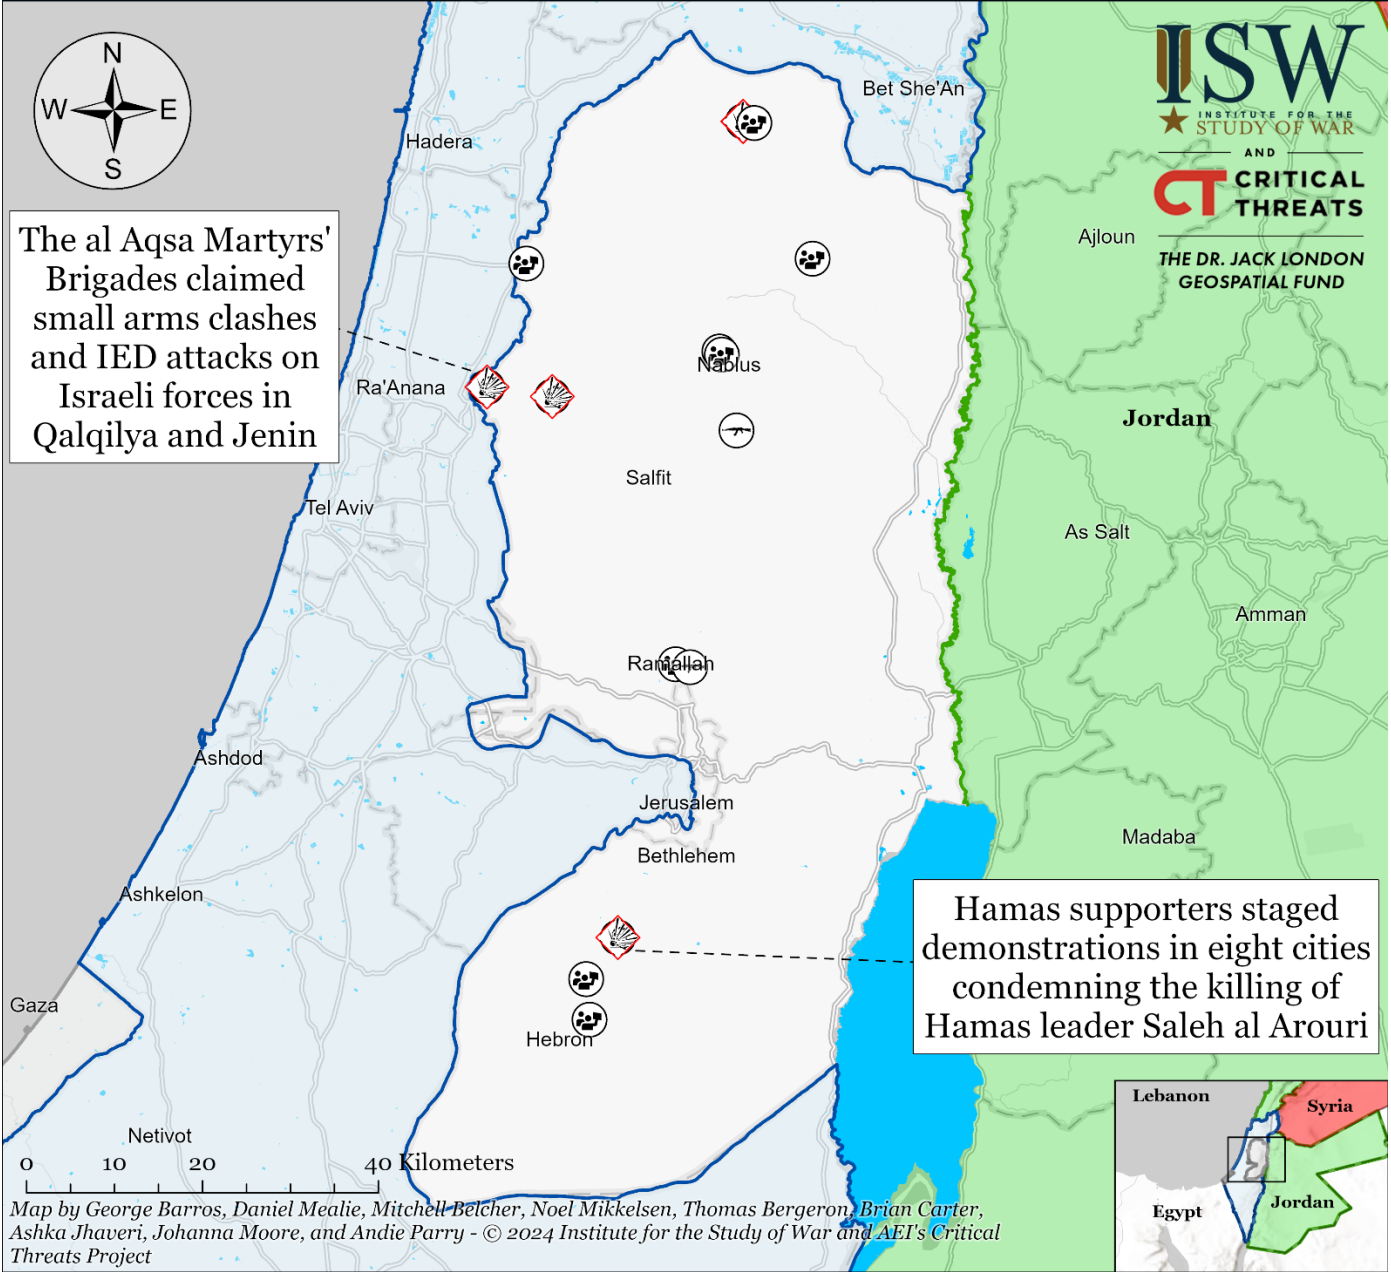 N
W
E
S
Hadera
Bet She'An
ISW
INSTITUTE FOR THE
STUDY OF WAR
AND
CT CRITICAL
THREATS
THE DR. JACK LONDON
GEOSPATIAL FUND
The al Aqsa Martyrs'
Brigades claimed
small arms clashes
and IED attacks on
Israeli forces in
Qalqilya and Jenin
Ajloun
Nablus
Ra'Anana
Jordan
Salfit
Tel Aviv
As Salt
Amman
Ramallah
Ashdod
Jerusalem
Madaba
Bethlehem
Ashkelon
Hamas supporters staged
demonstrations in eight cities
condemning the killing of
Hamas leader Saleh al Arouri
Gaza
Hebron
Netivot
0 10 20 40 Kilometers
Map by George Barros, Daniel Mealie, Mitchell Belcher, Noel Mikkelsen, Thomas Bergeron, Brian Carter,
Ashka Jhaveri, Johanna Moore, and Andie Parry - © 2024 Institute for the Study of War and AEI's Critical
Threats Project
Lebanon
Syria
Egypt
Jordan